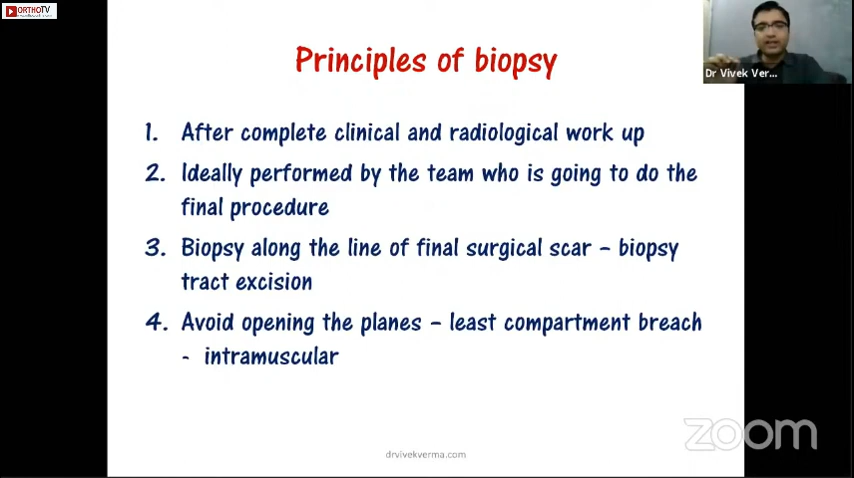 ORTHOTV
Principles of biopsy
Dr Vivek Ver...
1. After complete clinical and radiological work up
2. Ideally performed by the team who is going to do the
final procedure
3. Biopsy along the line of final surgical scar – biopsy
tract excision
4. Avoid opening the planes – least compartment breach
- intramuscular
zoom
drvivekverma.com